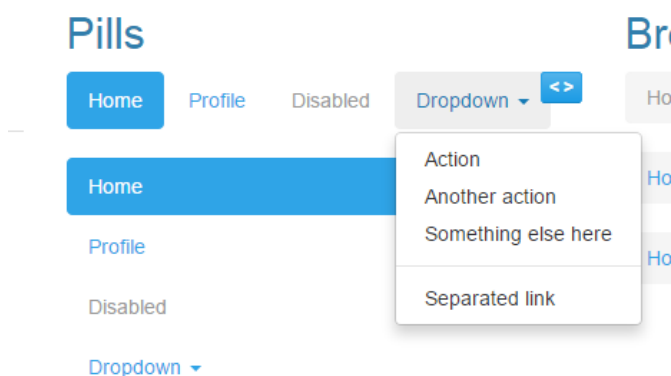 Pills
Home Profile Disabled Dropdown
<>
Action
Another action
Something else here
Separated link
Home
Profile
Disabled
Dropdown